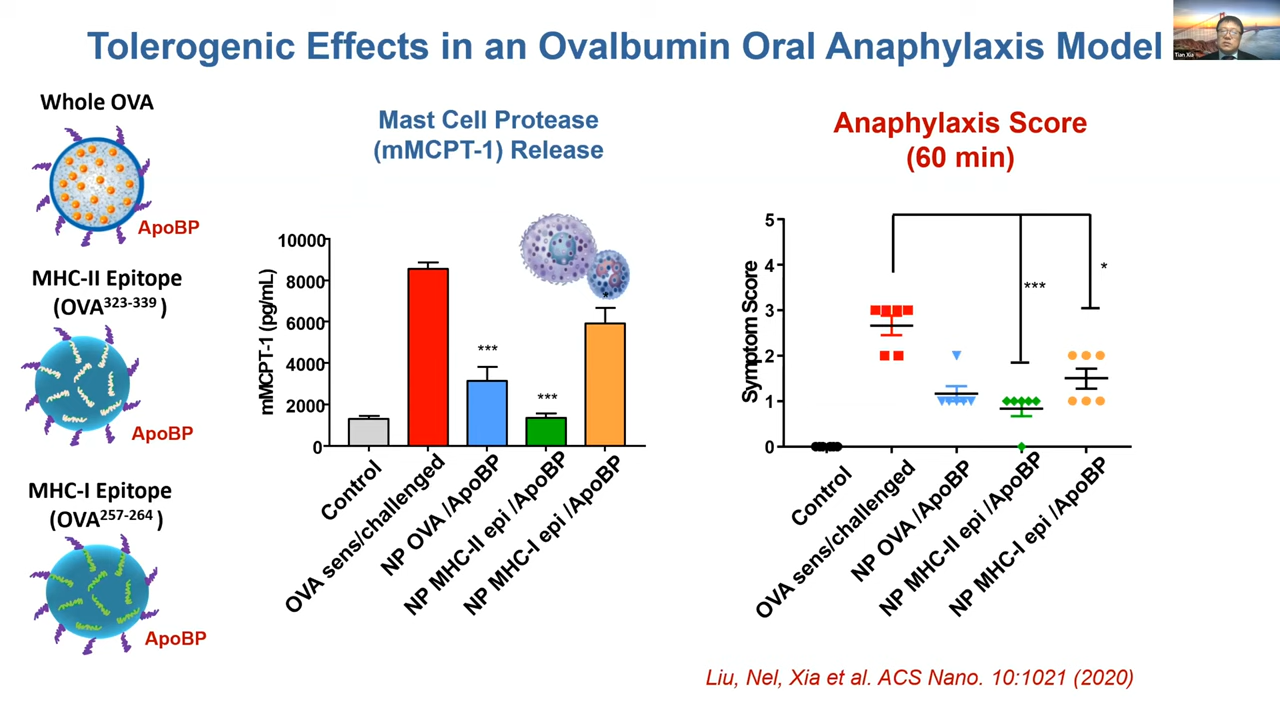 Tolerogenic Effects in an Ovalbumin Oral Anaphylaxis Model
Tian Xia
Whole OVA
ApoBP
MHC-II Epitope
(OVA323-339 )
ApoBP
MHC-I Epitope
(OVA257-264 )
ApoBP
Mast Cell Protease
(mMCPT-1) Release
mMCPT-1 (pg/mL)
10000
8000
6000
4000
2000
0
***
***
*
Control
OVA sens/challenged
NP OVA /ApoBP
NP MHC-II epi /ApoBP
NP MHC-I epi /ApoBP
Anaphylaxis Score
(60 min)
Symptom Score
5
4
3
2
1
0
***
*
Control
OVA sens/challenged
NP OVA /ApoBP
NP MHC-II epi /ApoBP
NP MHC-I epi /ApoBP
Liu, Nel, Xia et al. ACS Nano. 10:1021 (2020)